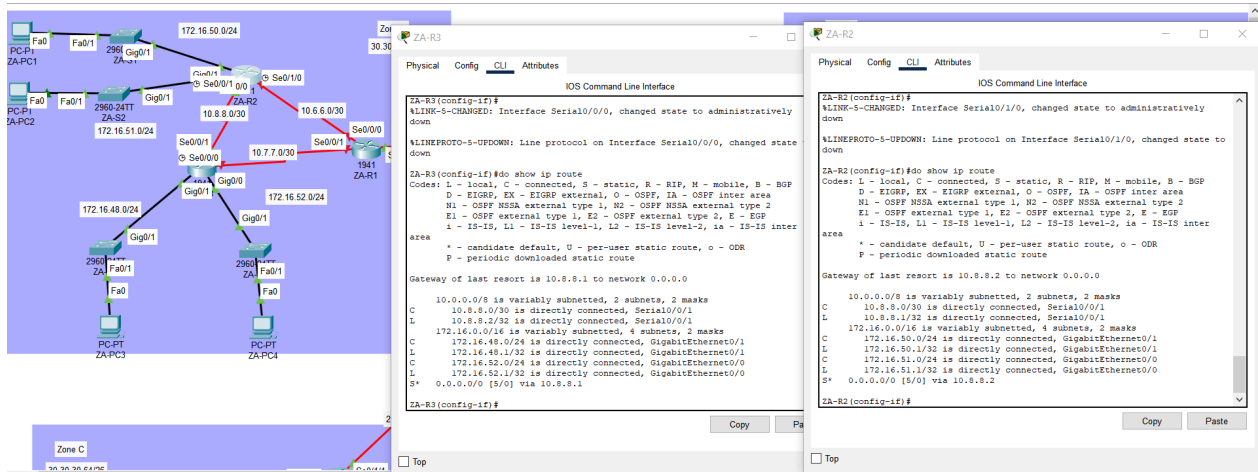 172.16.50.0/24
Fa0
Fa0/1
Gig0/1
PC-PT
ZA-PC1
Se0/1/0
Se0/0/1
ZA-R2
Fa0
Fa0/1
Gig0/1
2960-24TT
ZA-S2
ZA-PC2
172.16.51.0/24
10.8.8.0/30
10.6.6.0/30
Se0/0/0
Se0/0/1
1941
ZA-R1
10.7.7.0/30
Se0/0/1
Se0/0/0
Gig0/0
Gig0/1
172.16.48.0/24
172.16.52.0/24
Gig0/1
Gig0/1
Fa0/1
Fa0/1
Fa0
Fa0
PC-PT
ZA-PC3
PC-PT
ZA-PC4
Zone C
30.30
ZA-R3
Physical Config CLI Attributes
IOS Command Line Interface
ZA-R3(config-if)#
%LINK-5-CHANGED: Interface Serial0/0/0, changed state to administratively
down
%LINEPROTO-5-UPDOWN: Line protocol on Interface Serial0/0/0, changed state
down
ZA-R3(config-if)#do show ip route
Codes: L - local, C - connected, S - static, R - RIP, M - mobile, B - BGP
D - EIGRP, EX - EIGRP external, O - OSPF, IA - OSPF inter area
N1 - OSPF NSSA external type 1, N2 - OSPF NSSA external type 2
E1 - OSPF external type 1, E2 - OSPF external type 2, E - EGP
i - IS-IS, L1 - IS-IS level-1, L2 - IS-IS level-2, ia - IS-IS inter
area
* - candidate default, U - per-user static route, o - ODR
P - periodic downloaded static route
Gateway of last resort is 10.8.8.1 to network 0.0.0.0
10.0.0.0/8 is variably subnetted, 2 subnets, 2 masks
C 10.8.8.0/30 is directly connected, Serial0/0/1
L 10.8.8.2/32 is directly connected, Serial0/0/1
172.16.0.0/16 is variably subnetted, 4 subnets, 2 masks
C 172.16.48.0/24 is directly connected, GigabitEthernet0/1
L 172.16.48.1/32 is directly connected, GigabitEthernet0/1
C 172.16.52.0/24 is directly connected, GigabitEthernet0/0
L 172.16.52.1/32 is directly connected, GigabitEthernet0/0
S* 0.0.0.0/0 [5/0] via 10.8.8.1
ZA-R3(config-if)#
Copy
Top
ZA-R2
Physical Config CLI Attributes
IOS Command Line Interface
ZA-R2(config-if)#
%LINK-5-CHANGED: Interface Serial0/1/0, changed state to administratively
down
%LINEPROTO-5-UPDOWN: Line protocol on Interface Serial0/1/0, changed state to
down
ZA-R2(config-if)#do show ip route
Codes: L - local, C - connected, S - static, R - RIP, M - mobile, B - BGP
D - EIGRP, EX - EIGRP external, O - OSPF, IA - OSPF inter area
N1 - OSPF NSSA external type 1, N2 - OSPF NSSA external type 2
E1 - OSPF external type 1, E2 - OSPF external type 2, E - EGP
i - IS-IS, L1 - IS-IS level-1, L2 - IS-IS level-2, ia - IS-IS inter
area
* - candidate default, U - per-user static route, o - ODR
P - periodic downloaded static route
Gateway of last resort is 10.8.8.2 to network 0.0.0.0
10.0.0.0/8 is variably subnetted, 2 subnets, 2 masks
C 10.8.8.0/30 is directly connected, Serial0/0/1
L 10.8.8.1/32 is directly connected, Serial0/0/1
172.16.0.0/16 is variably subnetted, 4 subnets, 2 masks
C 172.16.50.0/24 is directly connected, GigabitEthernet0/1
L 172.16.50.1/32 is directly connected, GigabitEthernet0/1
C 172.16.51.0/24 is directly connected, GigabitEthernet0/0
L 172.16.51.1/32 is directly connected, GigabitEthernet0/0
S* 0.0.0.0/0 [5/0] via 10.8.8.2
ZA-R2(config-if)#
Copy Paste
Top